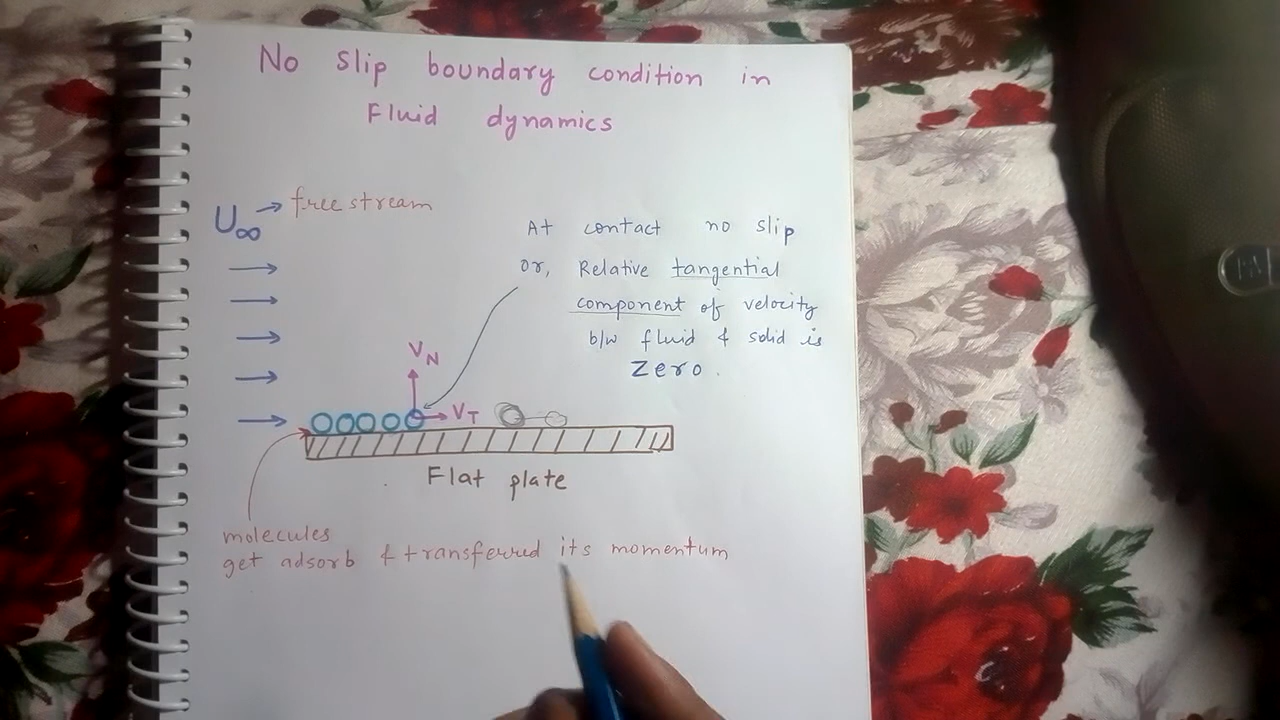 No slip boundary condition in
Fluid dynamics
U∞ → free stream
At contact no slip
or, Relative tangential
component of velocity
b/w fluid & solid is
Zero.
VN
VT
Flat plate
molecules
get adsorb & transferred its momentum